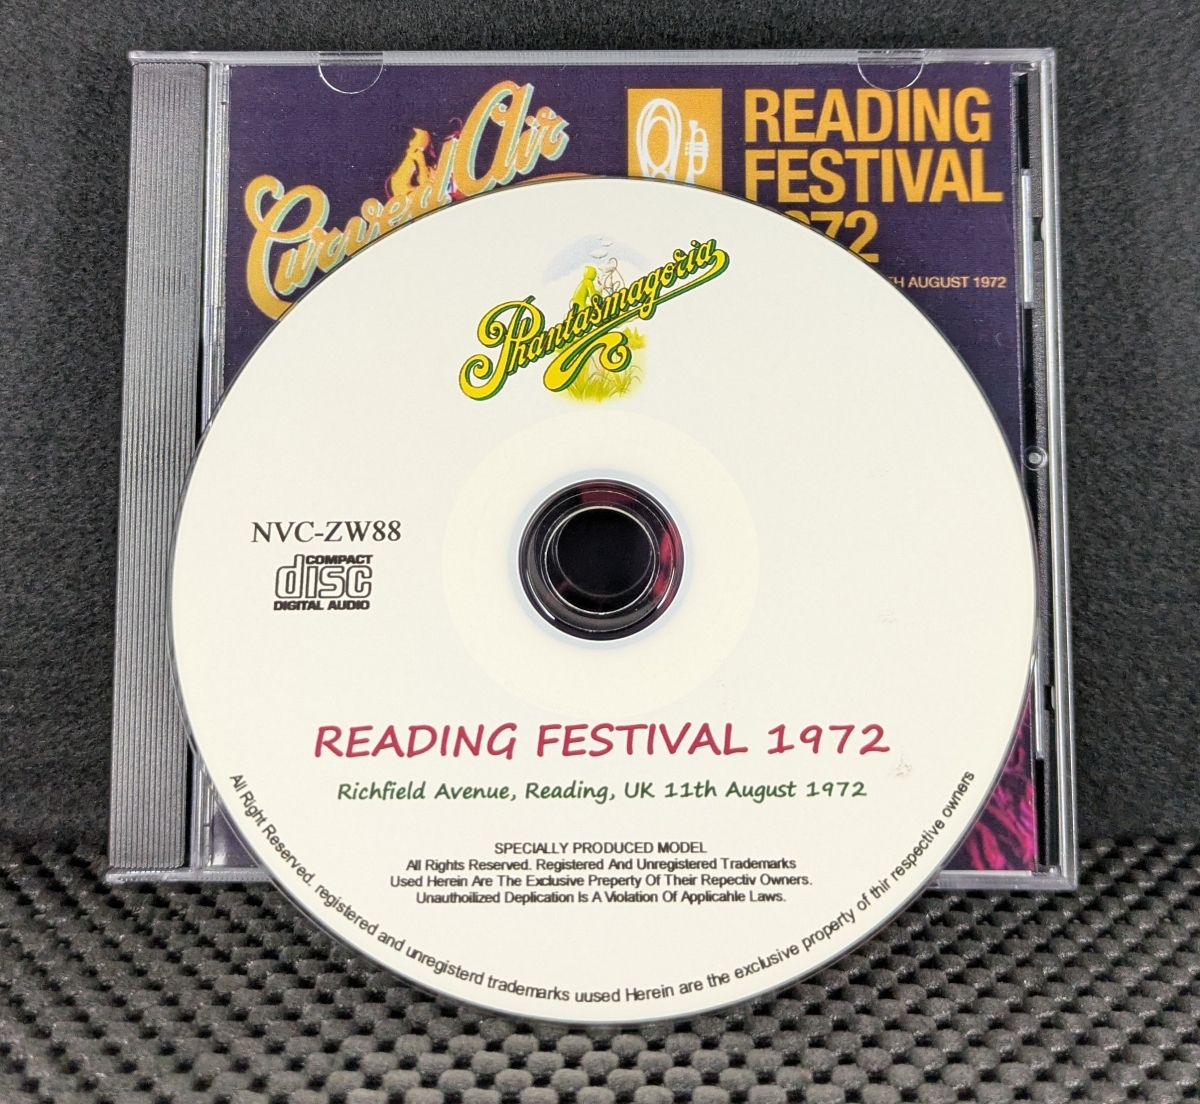 Curved Air
READING
FESTIVAL
1972
TH AUGUST 1972
Phantasmagoria
NVC-ZW88
COMPACT
disc
DIGITAL AUDIO
READING FESTIVAL 1972
Richfield Avenue, Reading, UK 11th August 1972
SPECIALLY PRODUCED MODEL
All Rights Reserved. Registered And Unregistered Trademarks
Used Herein Are The Exclusive Preperty Of Their Repectiv Owners.
Unauthoilized Deplication Is A Violation Of Applicahle Laws.
All Right Reserved. registered and unregisterd trademarks uused Herein are the exclusive property of thir respective owners